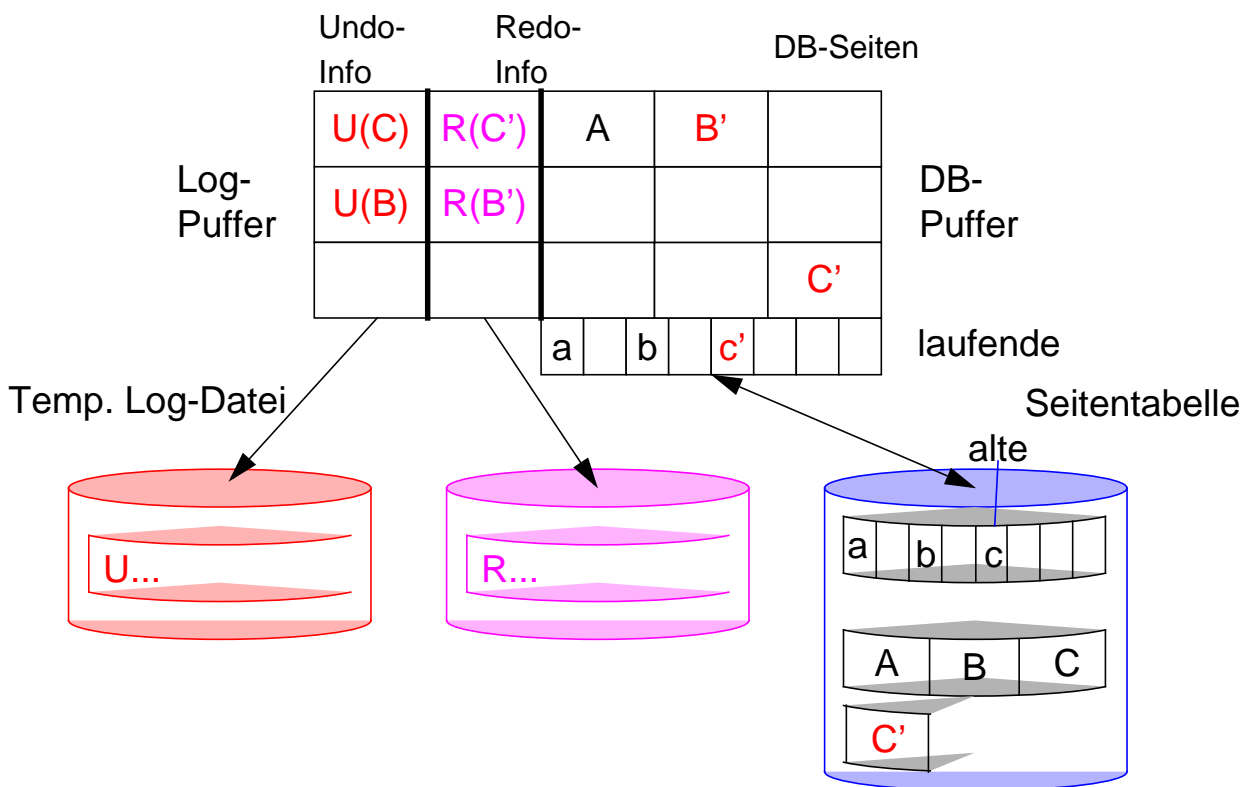 Undo-
Info
Redo-
Info
DB-Seiten
U(C) R(C’) A B’
Log-
Puffer
U(B) R(B’)
DB-
Puffer
C’
a b c’
laufende
Temp. Log-Datei
Seitentabelle
alte
a b c
U...
R...
A B C
C’